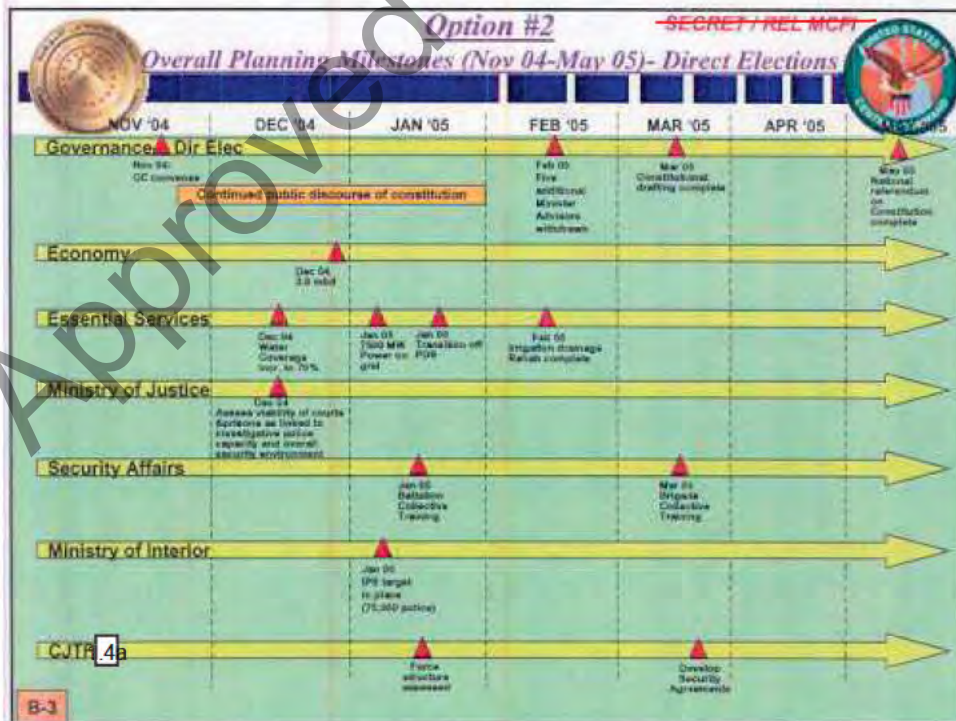 Option #2
SECRET / REL MCFI
Overall Planning Milestones (Nov 04-May 05)- Direct Elections
NOV '04
DEC '04
JAN '05
FEB '05
MAR '05
APR '05
Governance Dir Elec
Nov 04
CC convenes
Continued public discourse of constitution
Feb 05
Five
additional
Minister
Advisors
withdrawn
Mar 05
Constitutional
drafting complete
May 05
National
referendum
on
Constitution
complete
Economy
Dec 04
mbd
Essential Services
Dec 04
Water
Coverage
incr. to 75%
Jan 05
Power on
grid
Jan 05
Transition off
Feb 05
Irrigation drainage
Rehab complete
Ministry of Justice
Dec 04
Assess viability of courts
&prisons as linked to
investigative police
capacity and overall
security environment
Security Affairs
Jan 05
Battalion
Collective
Training
Mar 05
Brigade
Collective
Training
Ministry of Interior
Jan 05
IPS target
in place
(75,000 police)
CJTF
.4a
Force
structure
assessed
Develop
Security
Agreements
B-3
Approved
UNITED STATES